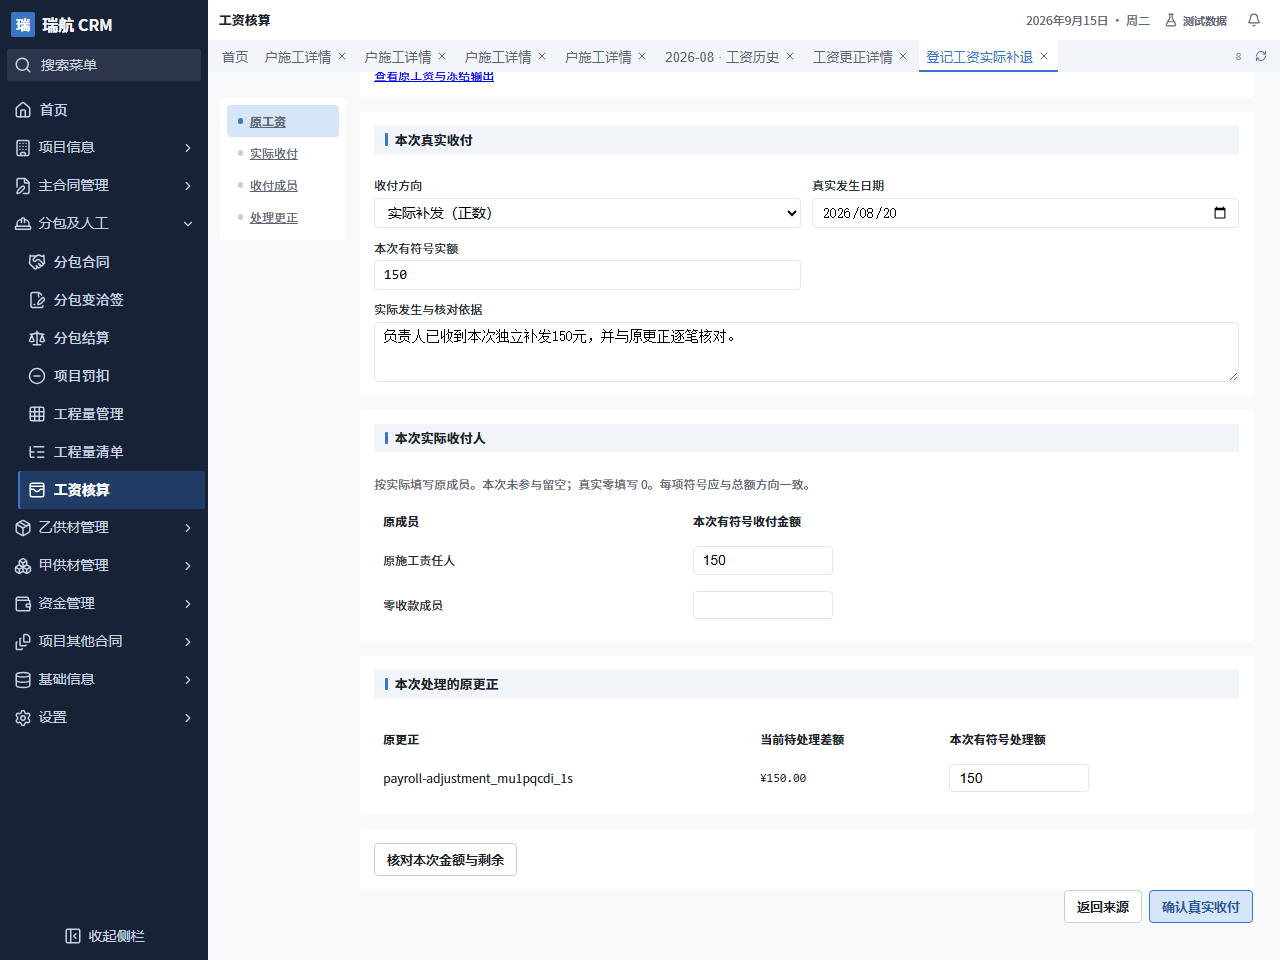 瑞 瑞航 CRM
搜索菜单
首页
项目信息
主合同管理
分包及人工
分包合同
分包变洽签
分包结算
项目罚扣
工程量管理
工程量清单
工资核算
乙供材管理
甲供材管理
资金管理
项目其他合同
基础信息
设置
收起侧栏
工资核算
2026年9月15日 · 周二 测试数据
首页 户施工详情 户施工详情 户施工详情 户施工详情 2026-08 · 工资历史 工资更正详情 登记工资实际补退 8
查看原工资与冻结输出
原工资
实际收付
收付成员
处理更正
本次真实收付
收付方向 真实发生日期
实际补发（正数） 2026/08/20
本次有符号实额
150
实际发生与核对依据
负责人已收到本次独立补发150元，并与原更正逐笔核对。
本次实际收付人
按实际填写原成员。本次未参与留空；真实零填写 0。每项符号应与总额方向一致。
原成员 本次有符号收付金额
原施工责任人 150
零收款成员
本次处理的原更正
原更正 当前待处理差额 本次有符号处理额
payroll-adjustment_mu1pqcdi_1s ¥150.00 150
核对本次金额与剩余
返回来源 确认真实收付